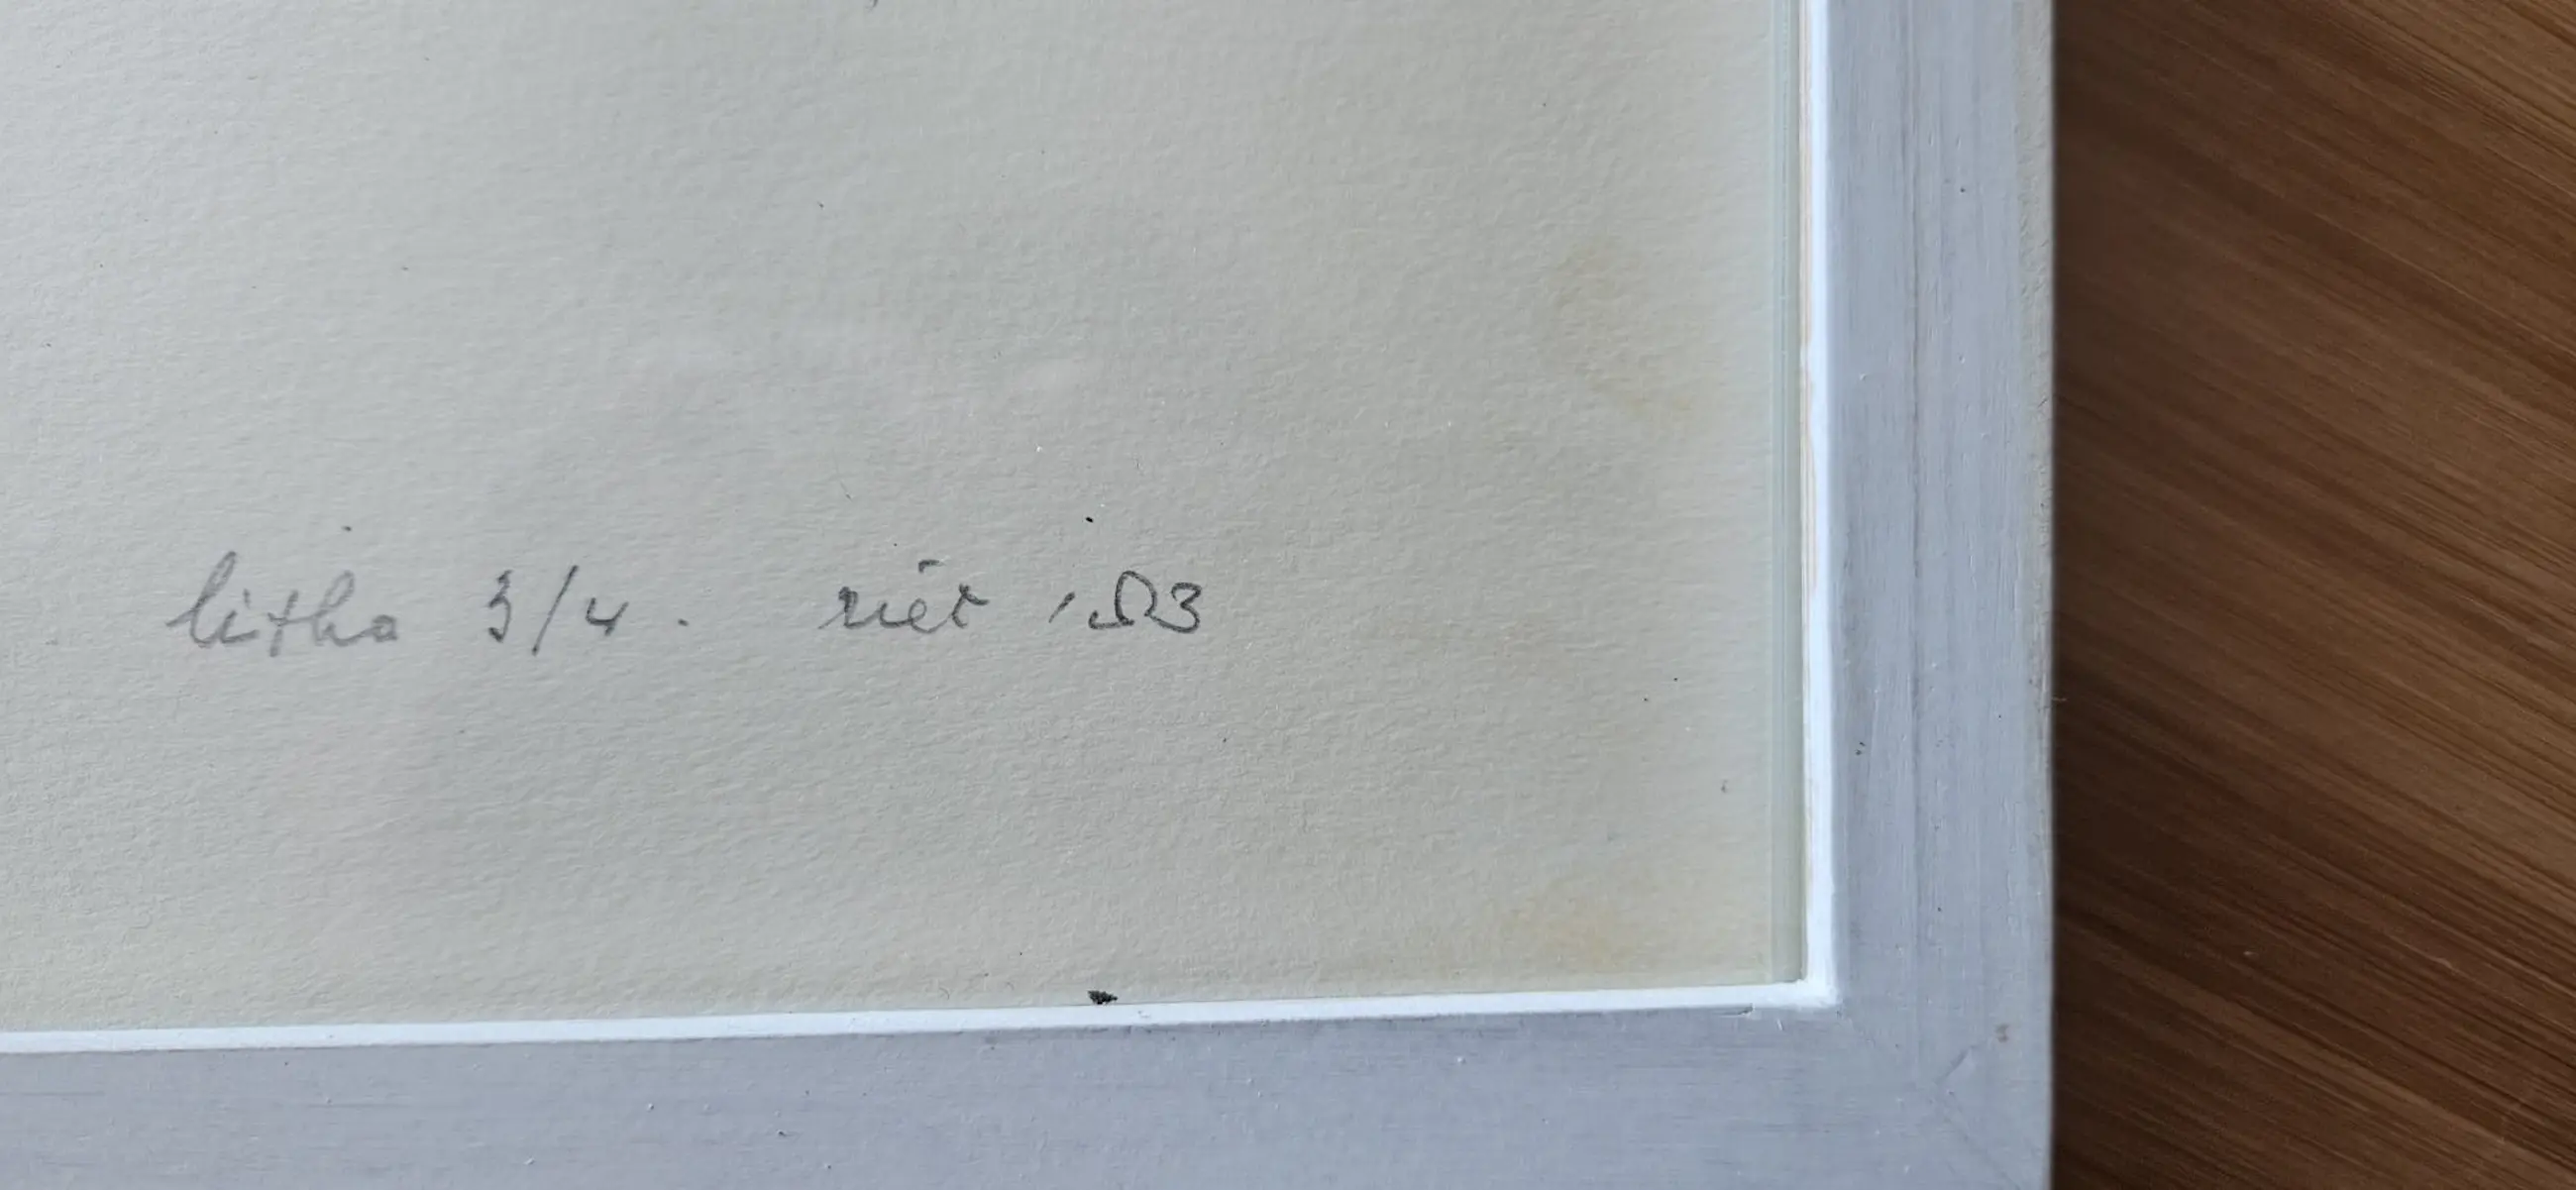 litho 3/4. riet '83